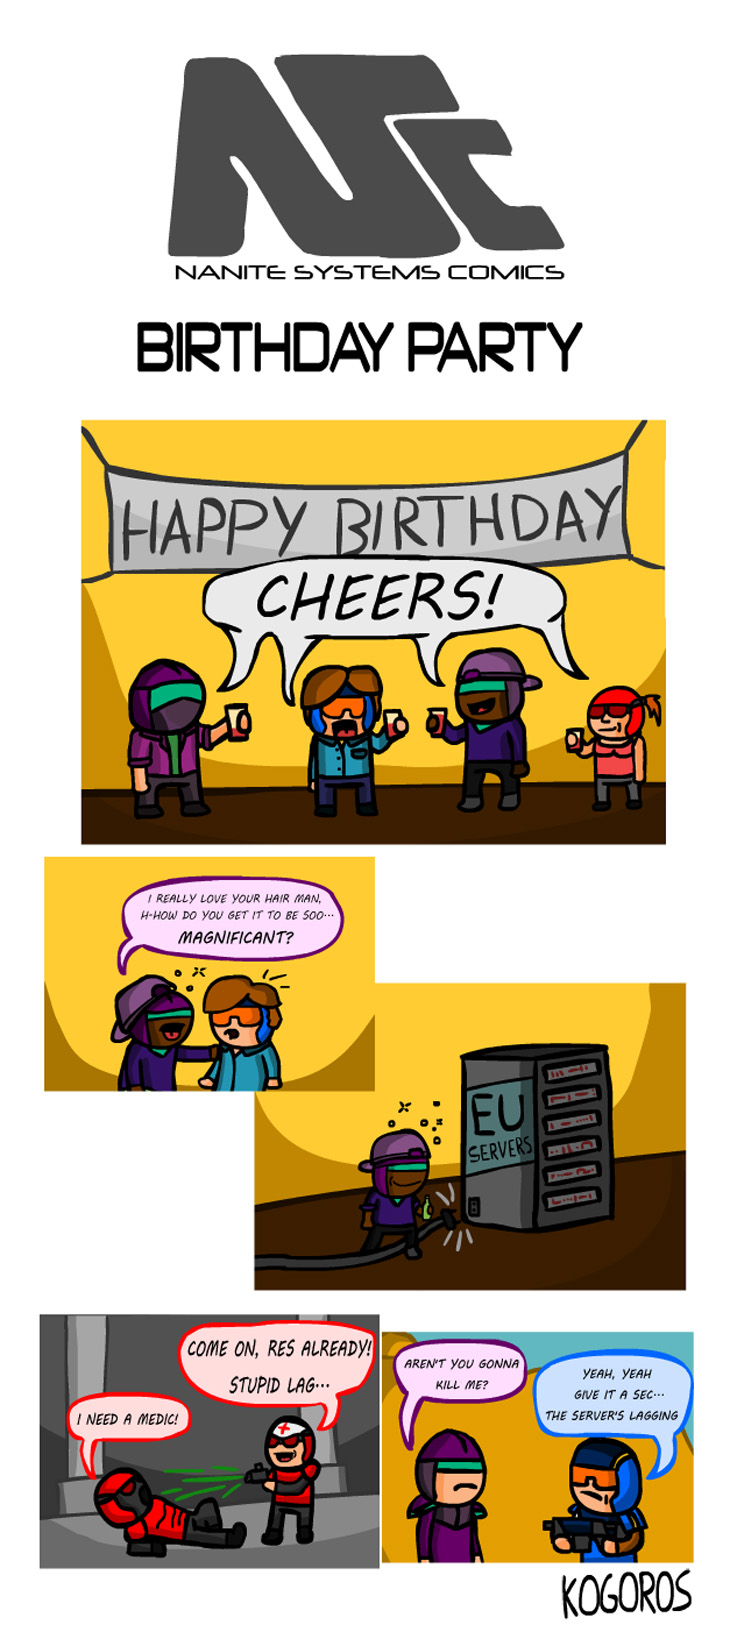 NSC
NANITE SYSTEMS COMICS
BIRTHDAY PARTY
HAPPY BIRTHDAY
CHEERS!
I REALLY LOVE YOUR HAIR MAN,
H-HOW DO YOU GET IT TO BE SOO...
MAGNIFICANT?
EU
SERVERS
COME ON, RES ALREADY!
STUPID LAG...
I NEED A MEDIC!
AREN'T YOU GONNA
KILL ME?
YEAH, YEAH
GIVE IT A SEC...
THE SERVER'S LAGGING
KOGOROS